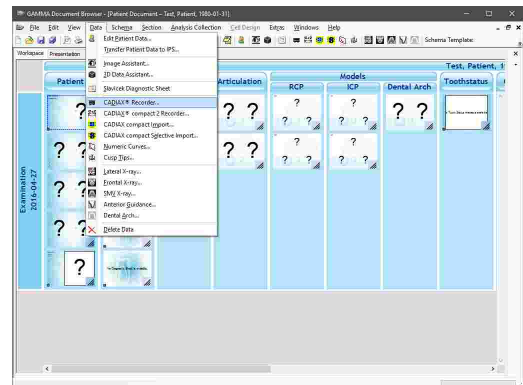 GAMMA Document Browser - [Patient Document – Test, Patient, 1980-01-31]
File Edit View Data Schema Section Analysis Collection Cell Design Extras Windows Help
Schema Template:
Workspace Presentation
Edit Patient Data...
Transfer Patient Data to IPS...
Image Assistant...
2D Data Assistant...
Slavicek Diagnostic Sheet
CADIAX® Recorder...
CADIAX® compact 2 Recorder...
CADIAX compact Import...
CADIAX compact Selective Import...
Numeric Curves...
Cusp Tips...
Lateral X-ray...
Frontal X-ray...
SMV X-ray...
Anterior Guidance...
Dental Arch...
Delete Data
Test, Patient, 1
Patient
Articulation
Models
RCP
ICP
Dental Arch
Toothstatus
Examination
2016-04-27
? ? ? ? ? ?
? ? ? ? ? ? ? ?
? ?
? ?
?